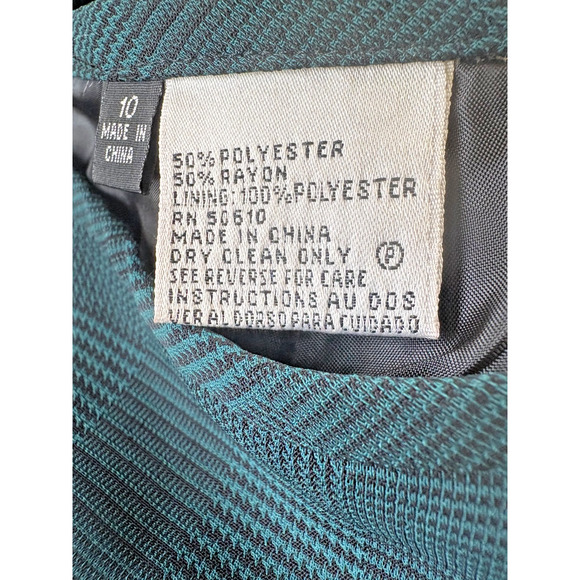 10
MADE IN
CHINA
50% POLYESTER
50% RAYON
LINING: 100% POLYESTER
RN 50610
MADE IN CHINA
DRY CLEAN ONLY Ⓟ
SEE REVERSE FOR CARE
INSTRUCTIONS AU DOS
VER AL DORSO PARA CUIDADO